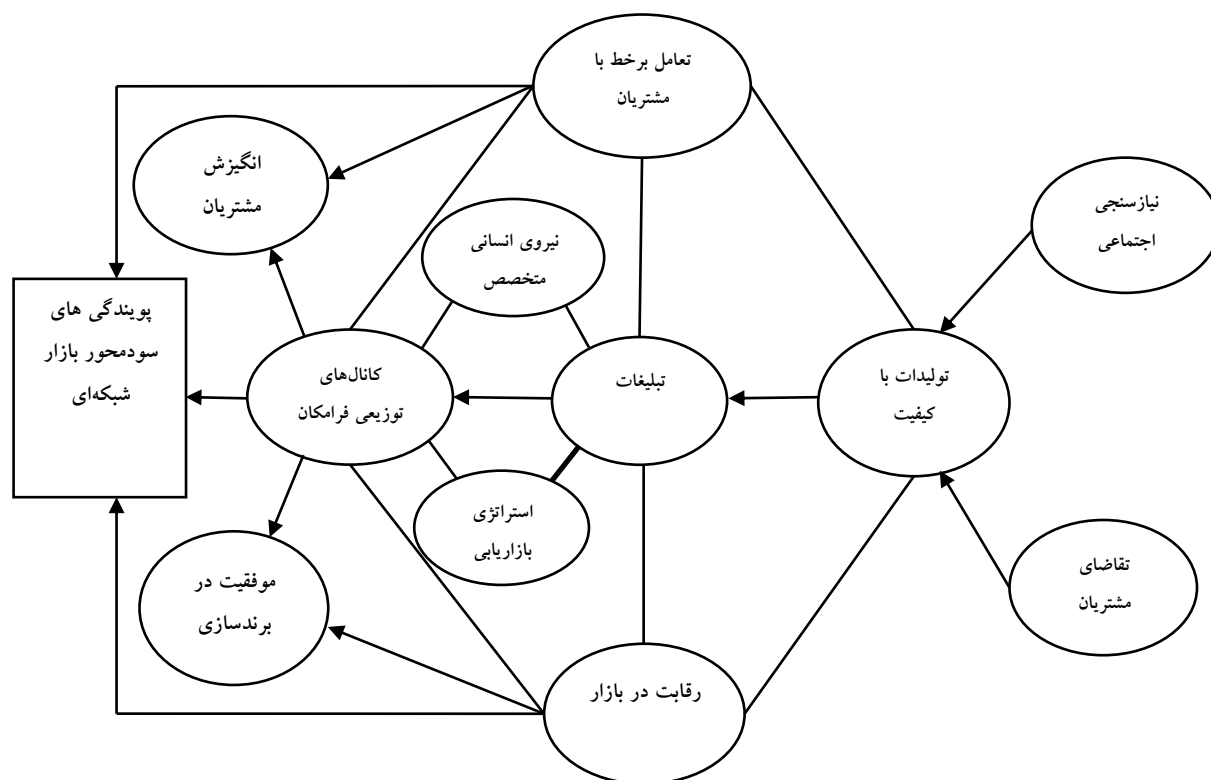 تعامل برخط با
مشتریان
انگیزش
مشتریان
نیازسنجی
اجتماعی
نیروی انسانی
متخصص
پویندگی های
سودمحور بازار
شبکه‌ای
کانال‌های
توزیعی فرامکان
تبلیغات
تولیدات با
کیفیت
استراتژی
بازاریابی
موفقیت در
برندسازی
تقاضای
مشتریان
رقابت در بازار